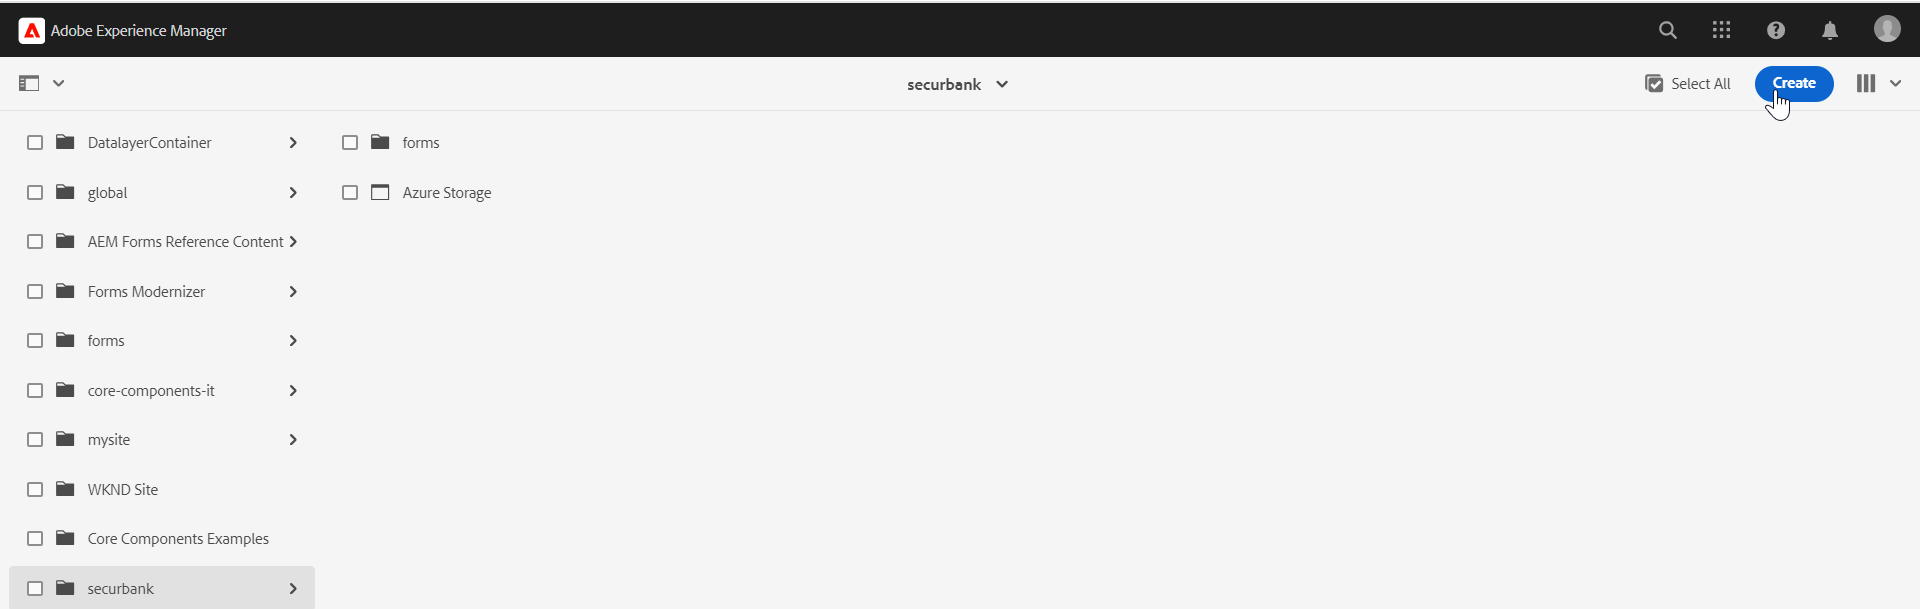 Adobe Experience Manager
securbank
Select All
Create
DatalayerContainer
global
AEM Forms Reference Content
Forms Modernizer
forms
core-components-it
mysite
WKND Site
Core Components Examples
securbank
forms
Azure Storage